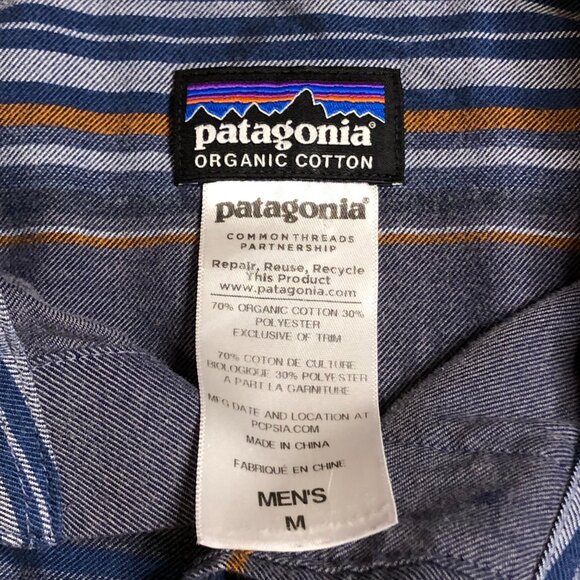 patagonia®
ORGANIC COTTON
patagonia®
COMMONTHREADS
PARTNERSHIP
Repair, Reuse, Recycle
This Product
www.patagonia.com
70% ORGANIC COTTON 30%
POLYESTER
EXCLUSIVE OF TRIM
70% COTON DE CULTURE
BIOLOGIQUE 30% POLYESTER
A PART LA GARNITURE
MFG DATE AND LOCATION AT
PCPSIA.COM
MADE IN CHINA
FABRIQUÉ EN CHINE
MEN'S
M